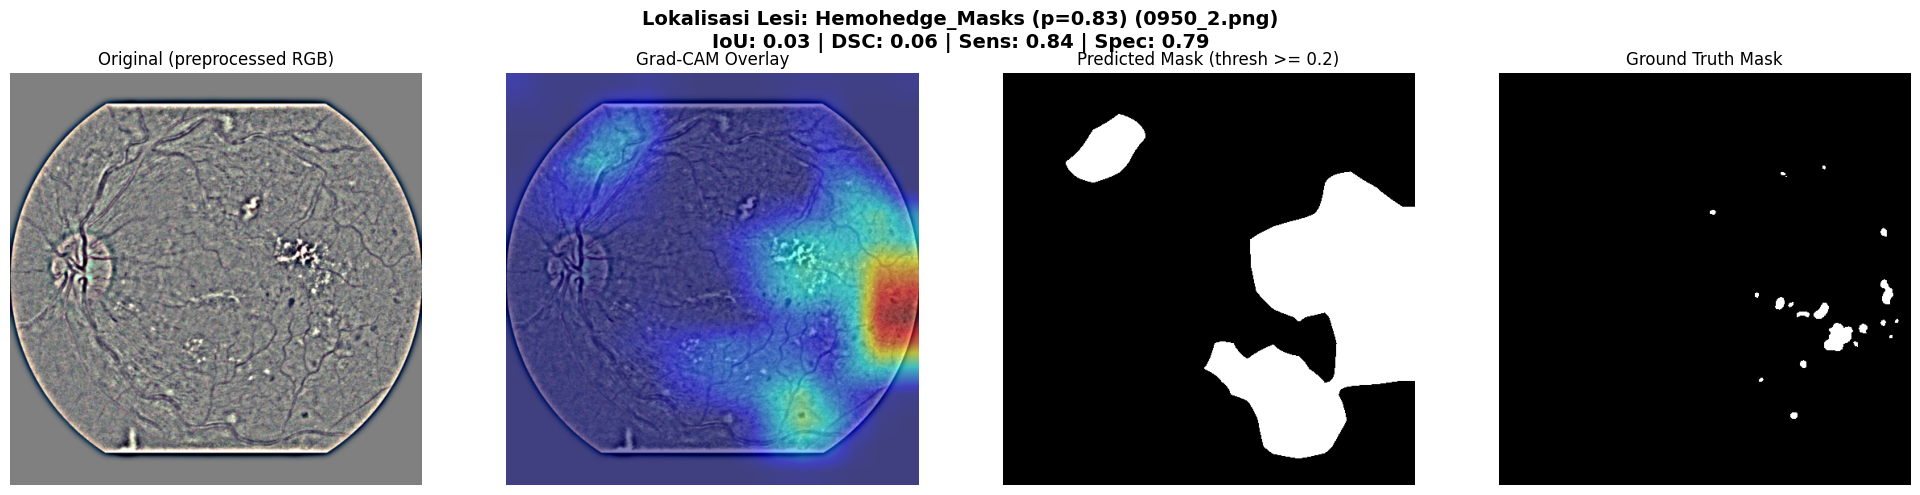 Lokalisasi Lesi: Hemohedge_Masks (p=0.83) (0950_2.png)
IoU: 0.03 | DSC: 0.06 | Sens: 0.84 | Spec: 0.79
Original (preprocessed RGB)
Grad-CAM Overlay
Predicted Mask (thresh >= 0.2)
Ground Truth Mask